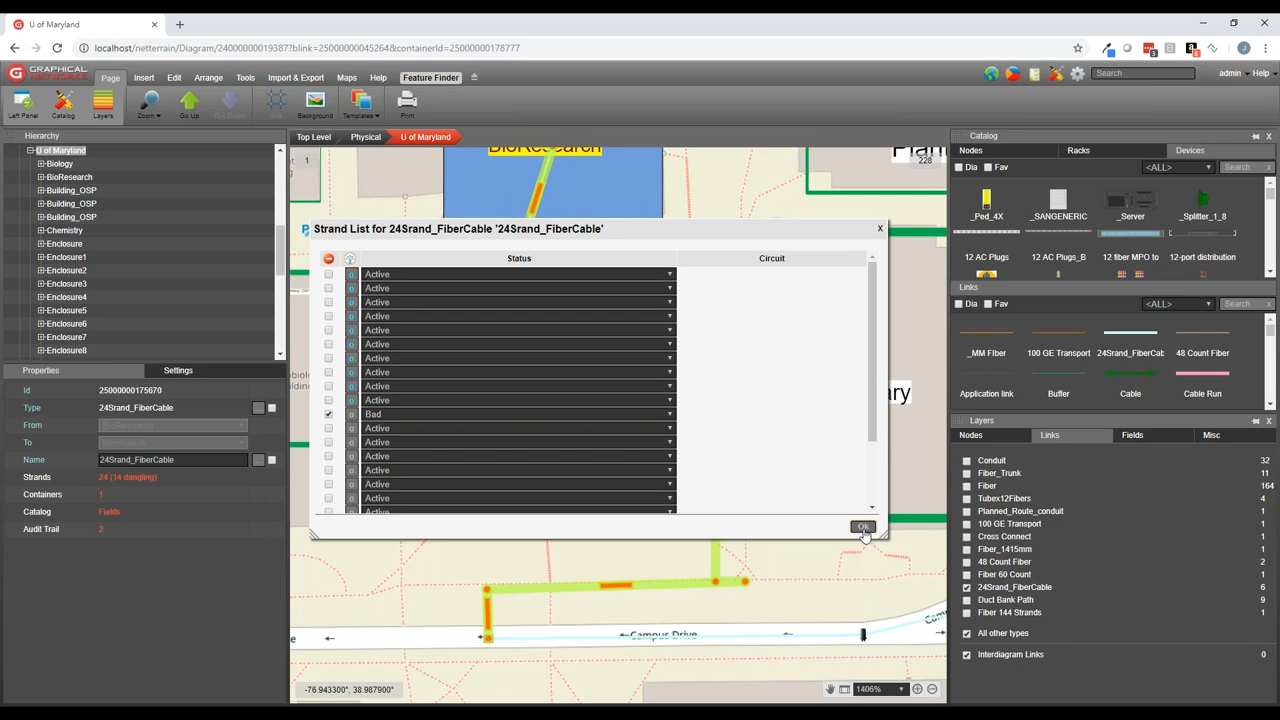 U of Maryland
localhost/netterrain/Diagram/24000000019387?blink=25000000045264&containerId=25000000178777
GRAPHICAL NETWORKS
Page Insert Edit Arrange Tools Import & Export Maps Help Feature Finder
Search admin Help
Left Panel Catalog Layers Zoom Go Up Background Templates Print
Hierarchy
U of Maryland
Biology
BioResearch
Building_OSP
Building_OSP
Building_OSP
Chemistry
Enclosure
Enclosure1
Enclosure2
Enclosure3
Enclosure4
Enclosure5
Enclosure6
Enclosure7
Enclosure8
Properties Settings
Id 25000000175670
Type 24Srand_FiberCable
From BioResearch
To
Name 24Srand_FiberCable
Strands 24 (14 dangling)
Containers 1
Catalog Fields
Audit Trail 2
Top Level Physical U of Maryland
BioResearch
1
228
Strand List for 24Srand_FiberCable '24Srand_FiberCable'
X
Status Circuit
Active
Active
Active
Active
Active
Active
Active
Active
Active
Active
Bad
Active
Active
Active
Active
Active
Active
Active
Ok
ary
Campus Drive
-76.943300°, 38.987900°
1406%
Catalog
Nodes Racks Devices
Dia Fav <ALL> Search
_Ped_4X _SANGENERIC _Server _Splitter_1_8
12 AC Plugs 12 AC Plugs_B 12 fiber MPO to 12-port distribution
Links
Dia Fav <ALL> Search
_MM FIber 100 GE Transport 24Srand_FiberCat 48 Count Fiber
Application link Buffer Cable Cable Run
Layers
Nodes Links Fields Misc
Conduit 32
Fiber_Trunk 11
Fiber 164
Tubex12Fibers 4
Planned_Route_conduit 1
100 GE Transport 1
Cross Connect 1
Fiber_1415mm 1
48 Count Fiber 2
Fiber 60 Count 1
24Srand_FiberCable 6
Duct Bank Path 9
Fiber 144 Strands 1
All other types
Interdiagram Links 0